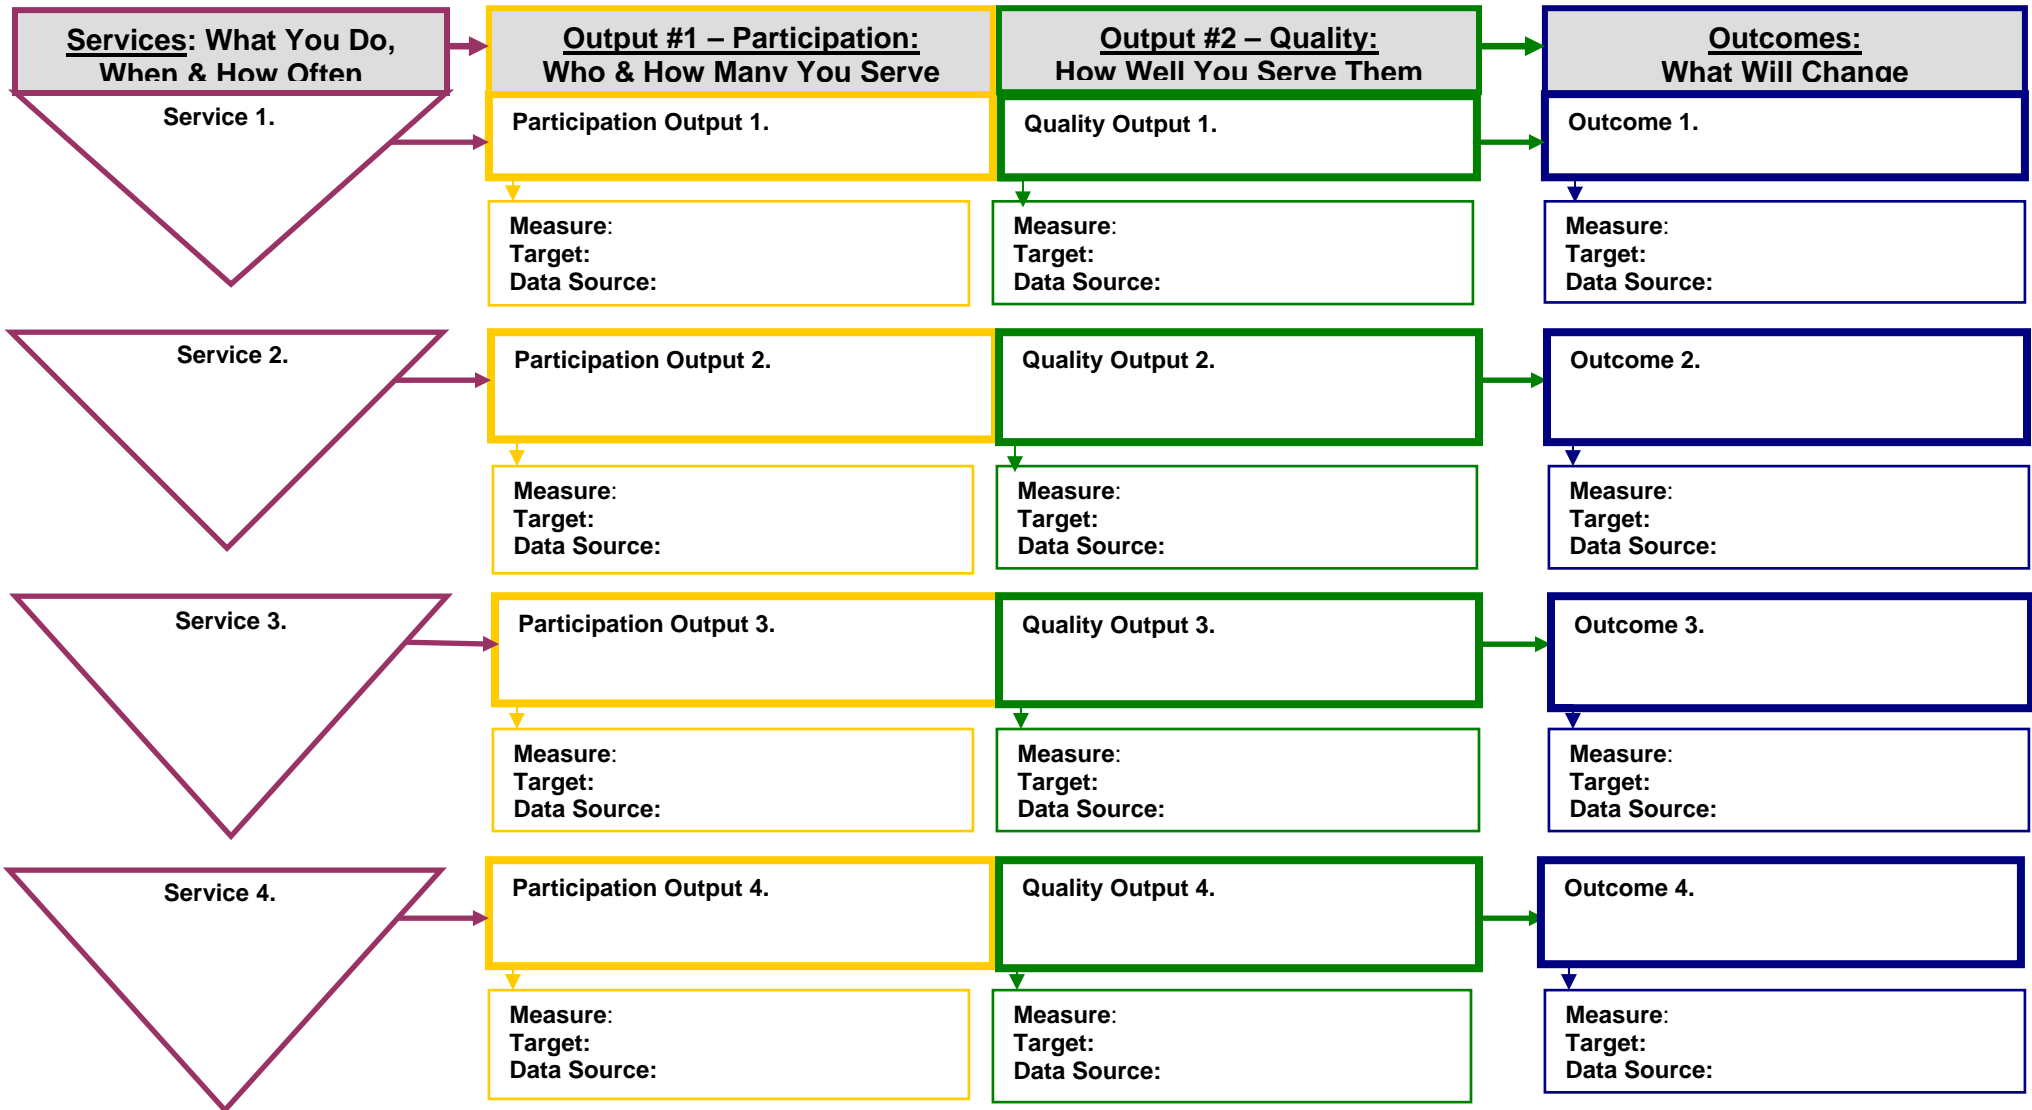 Services: What You Do,
When & How Often
Output #1 – Participation:
Who & How Many You Serve
Output #2 – Quality:
How Well You Serve Them
Outcomes:
What Will Change
Service 1.
Participation Output 1.
Quality Output 1.
Outcome 1.
Measure:
Target:
Data Source:
Measure:
Target:
Data Source:
Measure:
Target:
Data Source:
Service 2.
Participation Output 2.
Quality Output 2.
Outcome 2.
Measure:
Target:
Data Source:
Measure:
Target:
Data Source:
Measure:
Target:
Data Source:
Service 3.
Participation Output 3.
Quality Output 3.
Outcome 3.
Measure:
Target:
Data Source:
Measure:
Target:
Data Source:
Measure:
Target:
Data Source:
Service 4.
Participation Output 4.
Quality Output 4.
Outcome 4.
Measure:
Target:
Data Source:
Measure:
Target:
Data Source:
Measure:
Target:
Data Source: